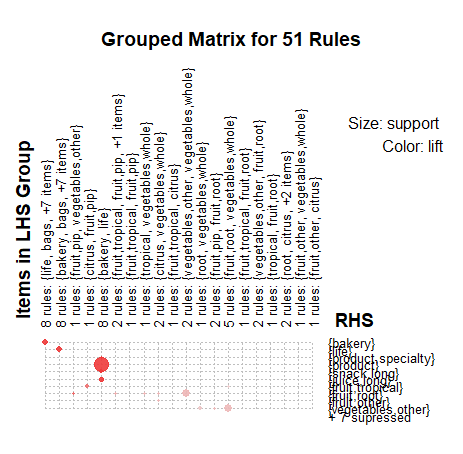 Grouped Matrix for 51 Rules
Size: support
Color: lift
Items in LHS Group
8 rules: {life, bags, +7 items}
8 rules: {bakery, bags, +7 items}
1 rules: {fruit,pip, vegetables,other}
1 rules: {citrus, fruit,pip}
8 rules: {bakery, life}
2 rules: {fruit,tropical, fruit,pip, +1 items}
1 rules: {fruit,tropical, fruit,pip}
1 rules: {tropical, vegetables,whole}
2 rules: {citrus, vegetables,whole}
1 rules: {fruit,tropical, citrus}
2 rules: {vegetables,other, vegetables,whole}
1 rules: {root, vegetables,whole}
2 rules: {fruit,pip, fruit,root}
5 rules: {fruit,root, vegetables,whole}
1 rules: {fruit,tropical, fruit,root}
2 rules: {vegetables,other, fruit,root}
1 rules: {tropical, fruit,root}
2 rules: {root, citrus, +2 items}
1 rules: {fruit,other, vegetables,whole}
1 rules: {fruit,other, citrus}
RHS
{bakery}
{life}
{product,specialty}
{product}
{snack,long}
{juice,long}
{fruit,tropical}
{fruit,root}
{fruit,other}
{vegetables,other}
+ 7 supressed